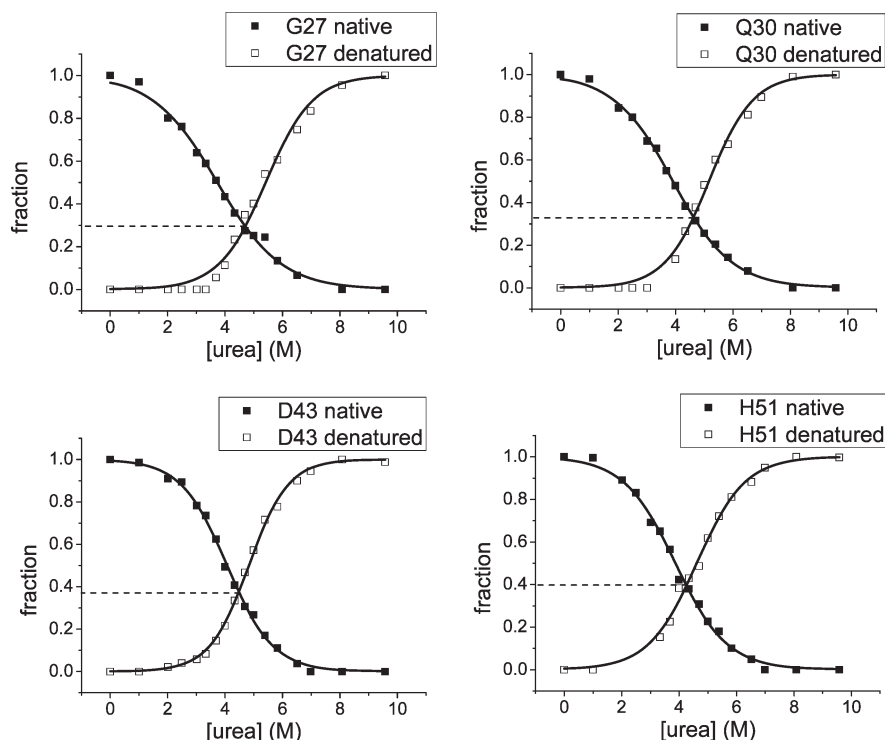 G27 native
G27 denatured
1.0
0.8
0.6
0.4
0.2
0.0
fraction
0 2 4 6 8 10
[urea] (M)
Q30 native
Q30 denatured
1.0
0.8
0.6
0.4
0.2
0.0
fraction
0 2 4 6 8 10
[urea] (M)
D43 native
D43 denatured
1.0
0.8
0.6
0.4
0.2
0.0
fraction
0 2 4 6 8 10
[urea] (M)
H51 native
H51 denatured
1.0
0.8
0.6
0.4
0.2
0.0
fraction
0 2 4 6 8 10
[urea] (M)